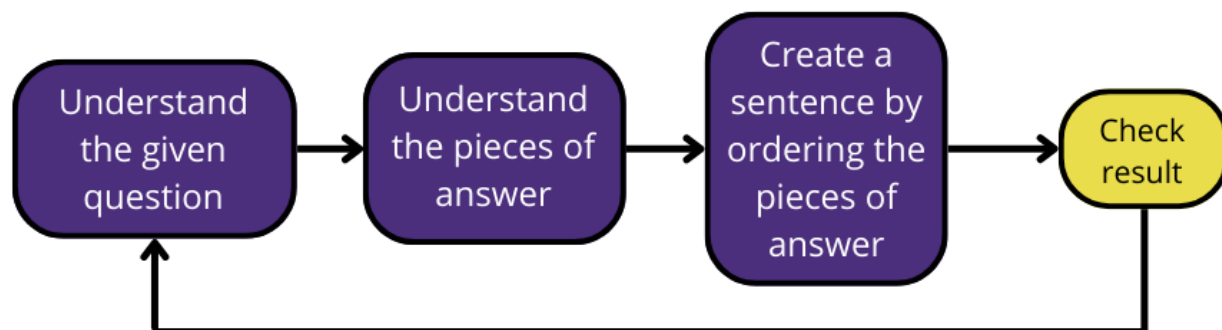 Understand
the given
question
Understand
the pieces of
answer
Create a
sentence by
ordering the
pieces of
answer
Check
result